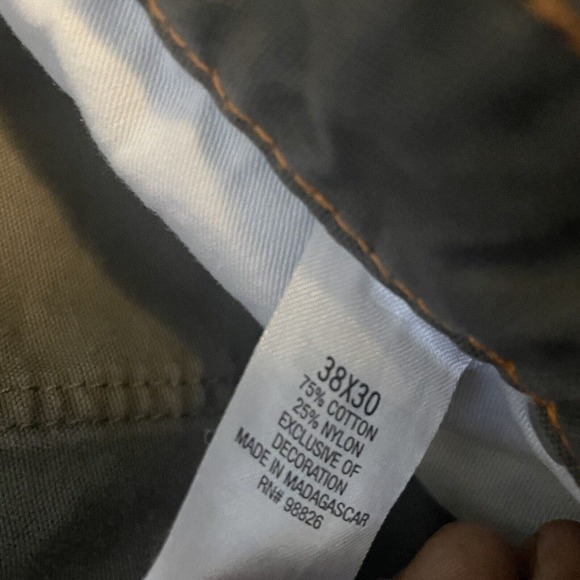 38X30
75% COTTON
25% NYLON
EXCLUSIVE OF
DECORATION
MADE IN MADAGASCAR
RN# 98826